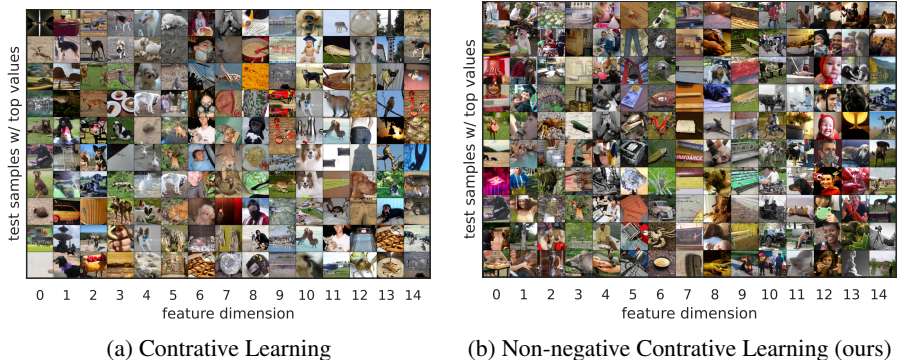 test samples w/ top values
0 1 2 3 4 5 6 7 8 9 10 11 12 13 14
feature dimension
(a) Contrative Learning
test samples w/ top values
0 1 2 3 4 5 6 7 8 9 10 11 12 13 14
feature dimension
(b) Non-negative Contrastive Learning (ours)